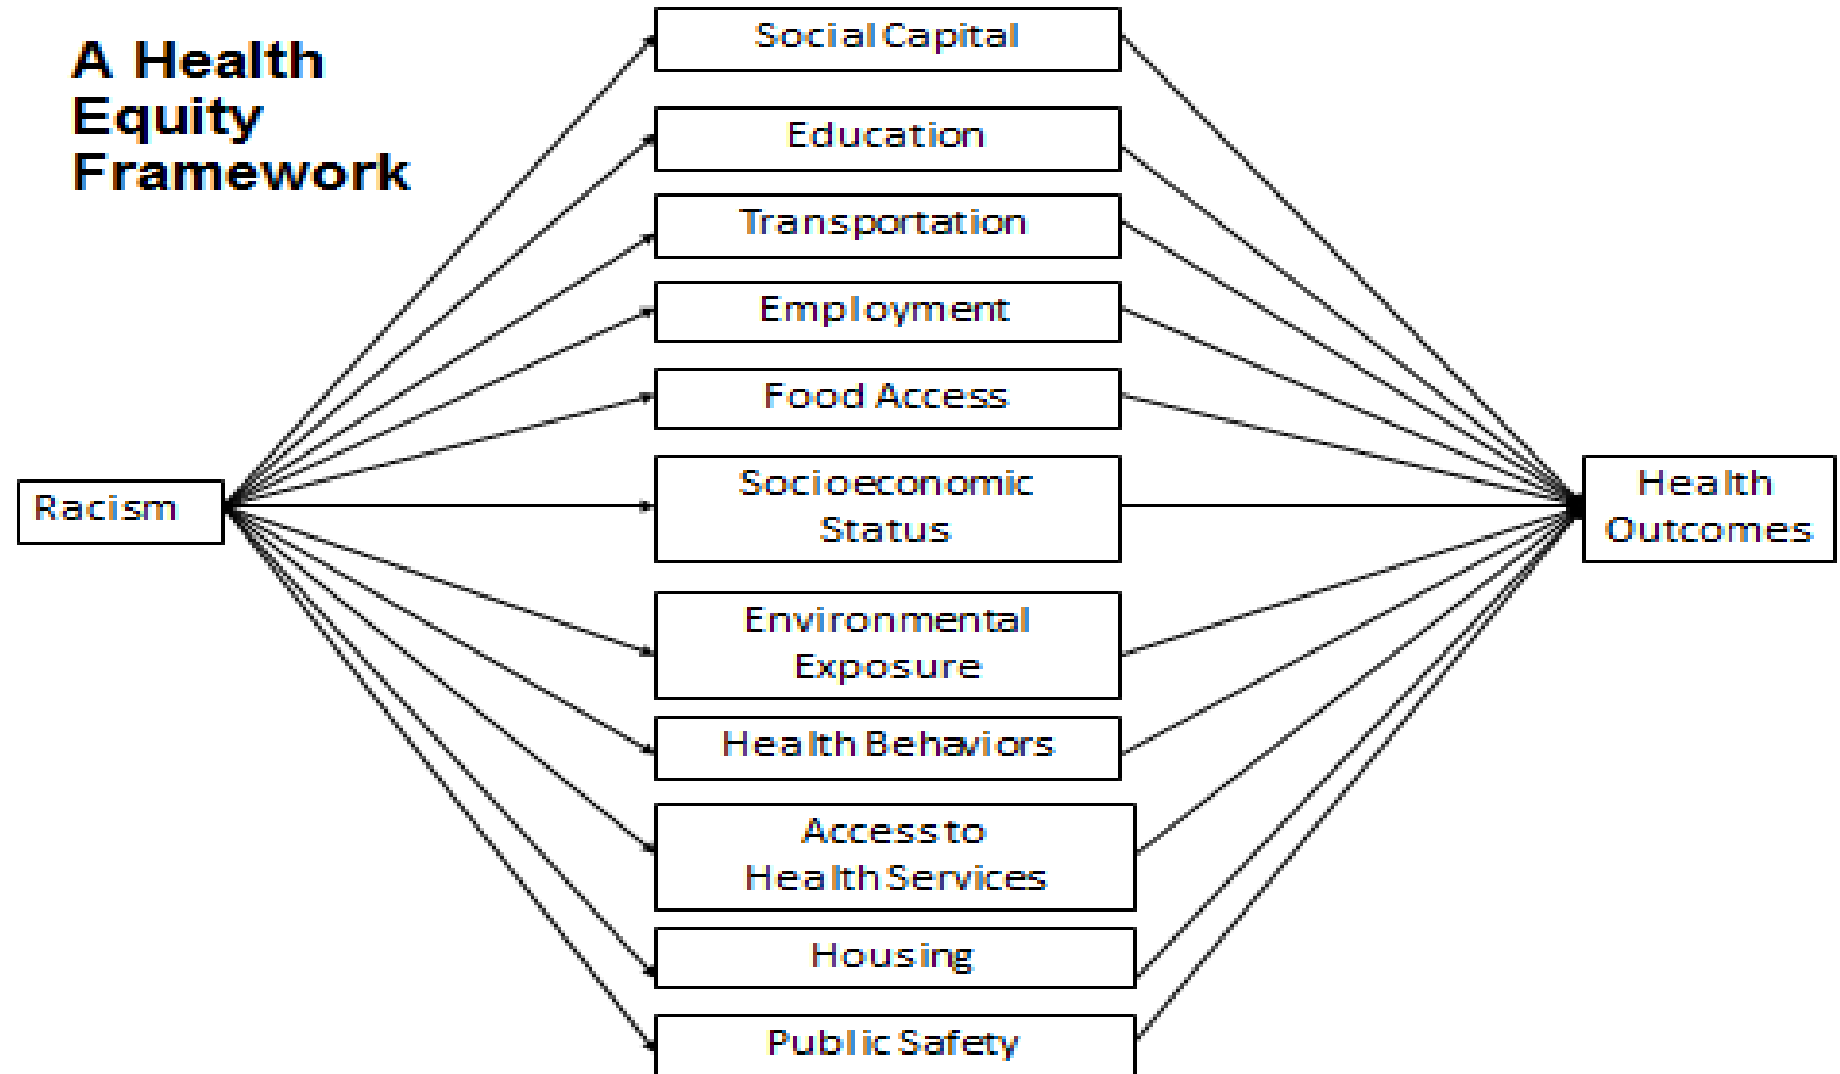 A Health
Equity
Framework
Social Capital
Education
Transportation
Employment
Food Access
Racism
Socioeconomic
Status
Health
Outcomes
Environmental
Exposure
Health Behaviors
Access to
Health Services
Housing
Public Safety